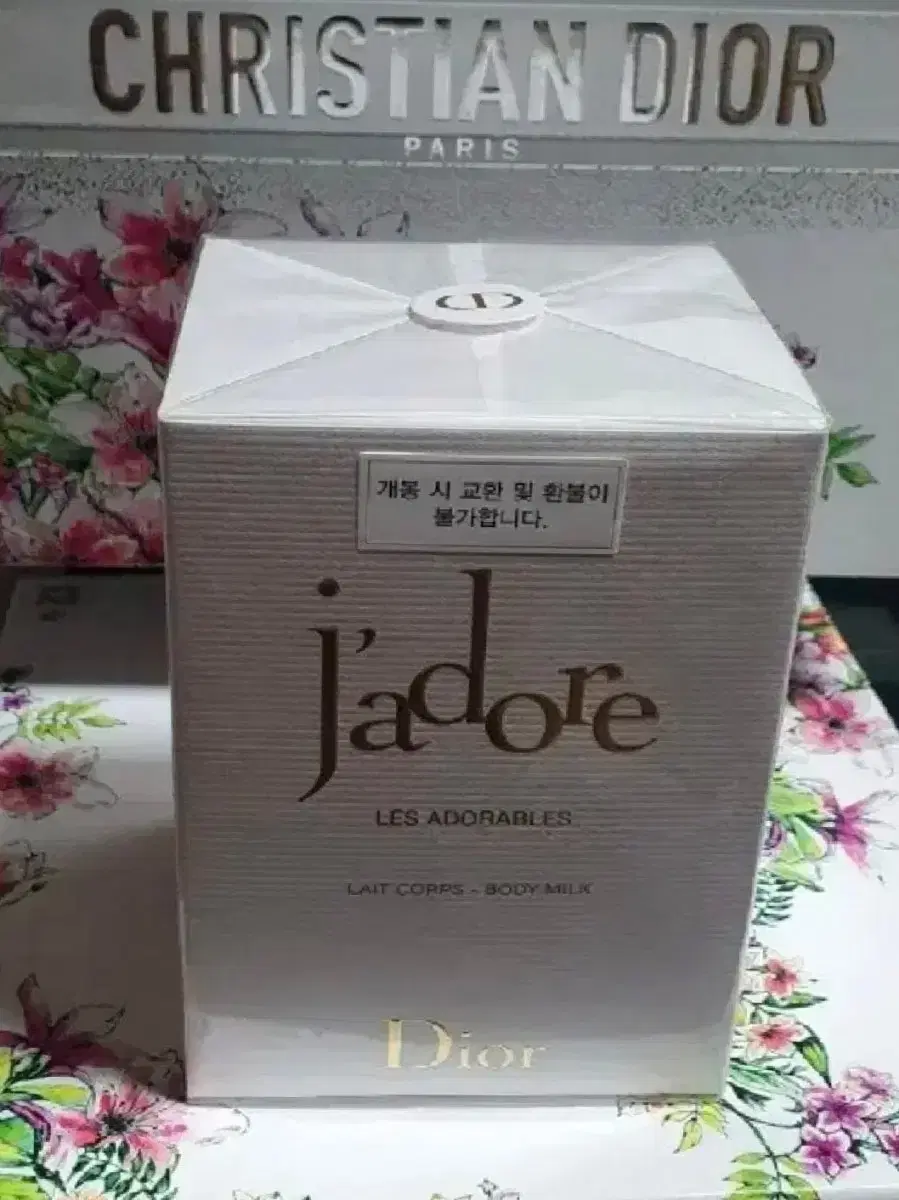 CHRISTIAN DIOR
PARIS
CD
개봉 시 교환 및 환불이
불가합니다.
j'adore
LES ADORABLES
LAIT CORPS - BODY MILK
Dior